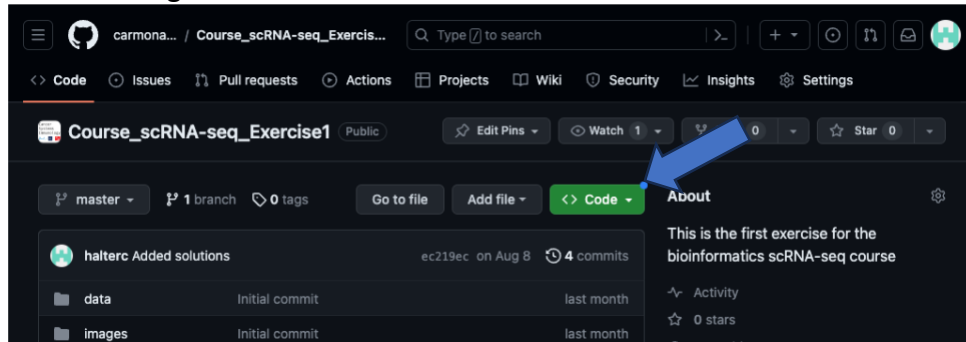 carmona... / Course_scRNA-seq_Exercis... Type / to search
<> Code Issues Pull requests Actions Projects Wiki Security Insights Settings
Course_scRNA-seq_Exercise1 Public Edit Pins Watch 1 0 Star 0
master 1 branch 0 tags Go to file Add file <> Code
About
This is the first exercise for the
bioinformatics scRNA-seq course
halterc Added solutions ec219ec on Aug 8 4 commits
data Initial commit last month
images Initial commit last month
Activity
0 stars